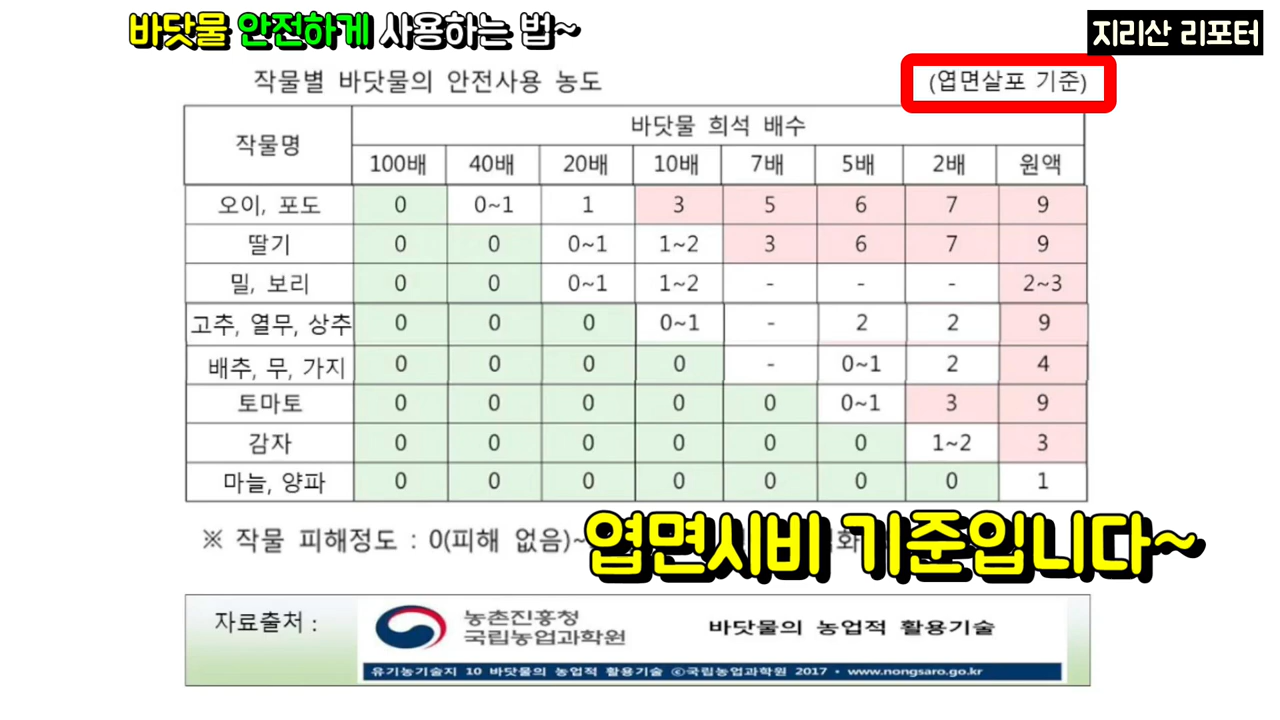 바닷물 안전하게 사용하는 법~
지리산 리포터
작물별 바닷물의 안전사용 농도 (엽면살포 기준)
작물명 바닷물 희석 배수
100배 40배 20배 10배 7배 5배 2배 원액
오이, 포도 0 0~1 1 3 5 6 7 9
딸기 0 0 0~1 1~2 3 6 7 9
밀, 보리 0 0 0~1 1~2 - - - 2~3
고추, 열무, 상추 0 0 0 0~1 - 2 2 9
배추, 무, 가지 0 0 0 0 - 0~1 2 4
토마토 0 0 0 0 0 0~1 3 9
감자 0 0 0 0 0 0 1~2 3
마늘, 양파 0 0 0 0 0 0 0 1
※ 작물 피해정도 : 0(피해 없음)~
엽면시비 기준입니다~
자료출처 :
농촌진흥청
국립농업과학원
바닷물의 농업적 활용기술
유기농기술지 10 바닷물의 농업적 활용기술 ⓒ국립농업과학원 2017 • www.nongsaro.go.kr